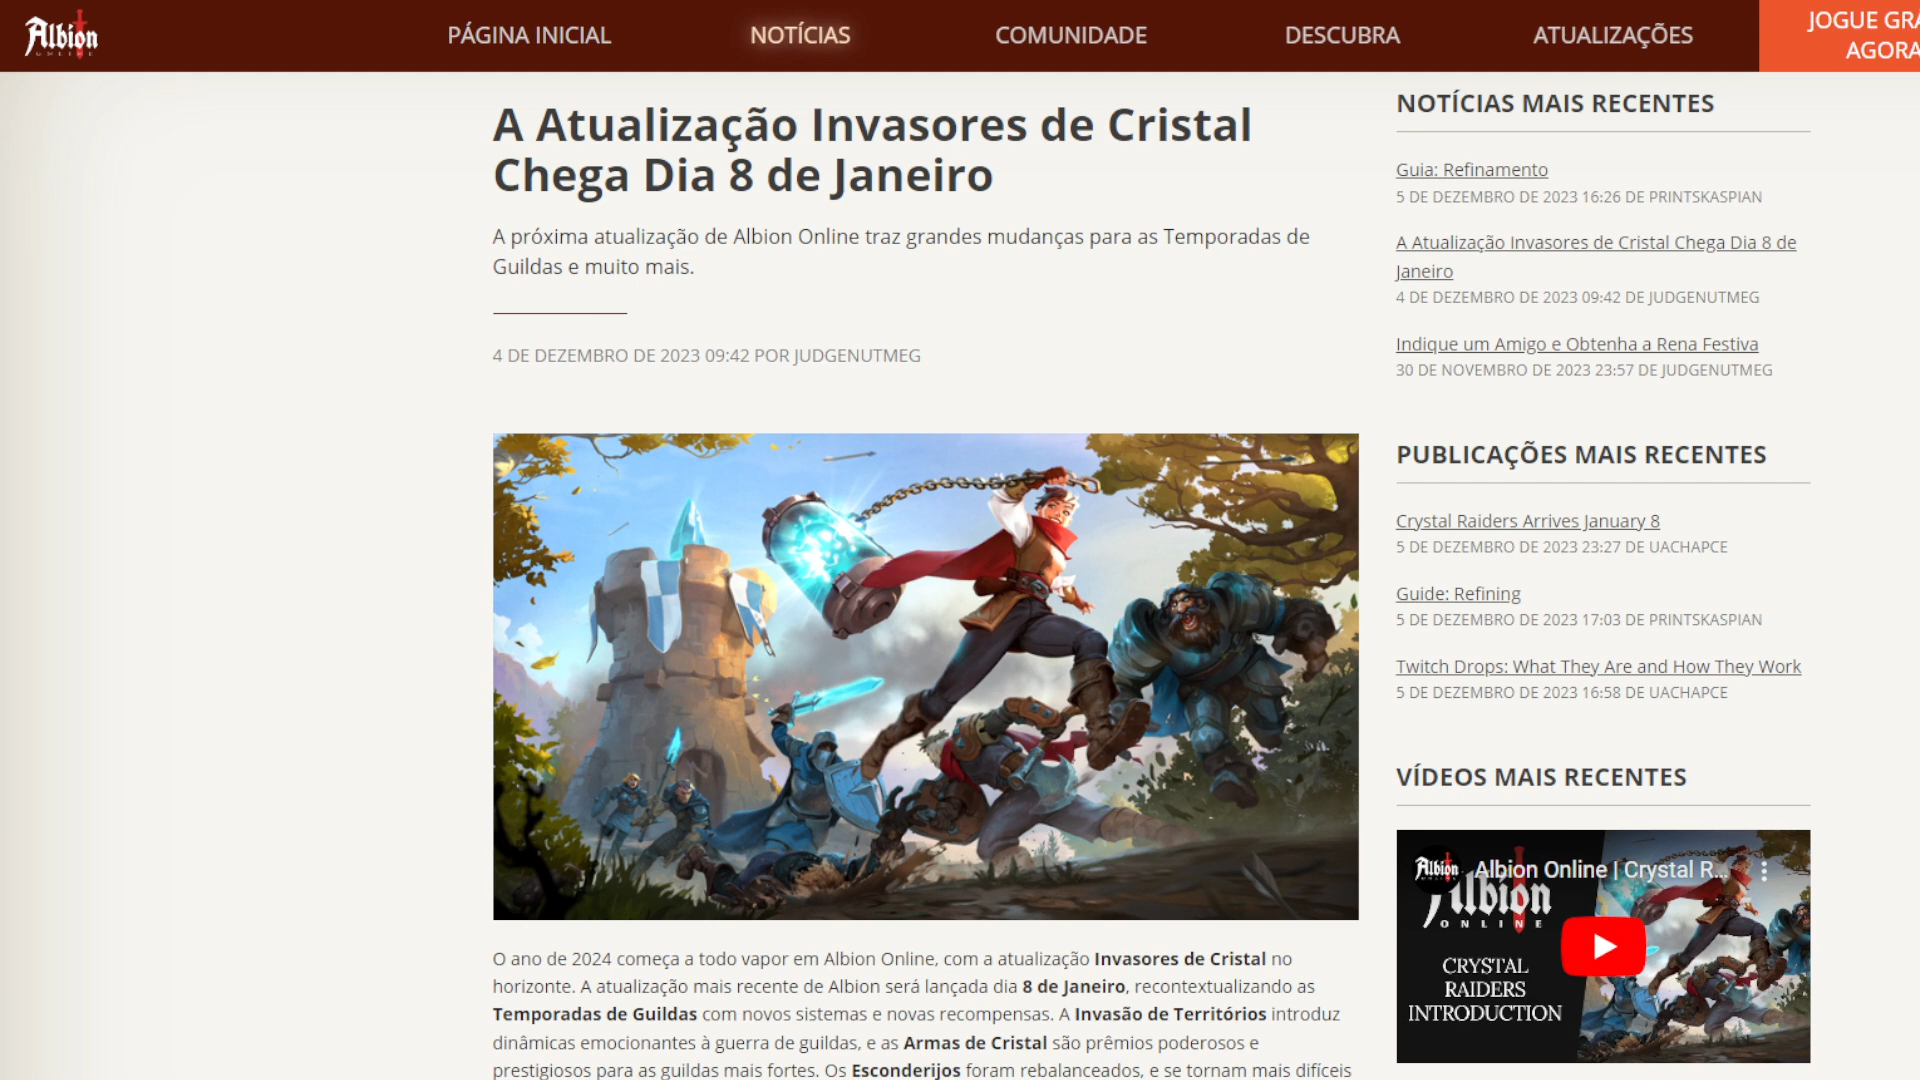 Albion
ONLINE
PÁGINA INICIAL
NOTÍCIAS
COMUNIDADE
DESCUBRA
ATUALIZAÇÕES
JOGUE GRÁ
AGORA
A Atualização Invasores de Cristal
Chega Dia 8 de Janeiro
A próxima atualização de Albion Online traz grandes mudanças para as Temporadas de
Guildas e muito mais.
4 DE DEZEMBRO DE 2023 09:42 POR JUDGENUTMEG
O ano de 2024 começa a todo vapor em Albion Online, com a atualização Invasores de Cristal no
horizonte. A atualização mais recente de Albion será lançada dia 8 de Janeiro, recontextualizando as
Temporadas de Guildas com novos sistemas e novas recompensas. A Invasão de Territórios introduz
dinâmicas emocionantes à guerra de guildas, e as Armas de Cristal são prêmios poderosos e
prestigiosos para as guildas mais fortes. Os Esconderijos foram rebalanceados, e se tornam mais difíceis
NOTÍCIAS MAIS RECENTES
Guia: Refinamento
5 DE DEZEMBRO DE 2023 16:26 DE PRINTSKASPIAN
A Atualização Invasores de Cristal Chega Dia 8 de
Janeiro
4 DE DEZEMBRO DE 2023 09:42 DE JUDGENUTMEG
Indique um Amigo e Obtenha a Rena Festiva
30 DE NOVEMBRO DE 2023 23:57 DE JUDGENUTMEG
PUBLICAÇÕES MAIS RECENTES
Crystal Raiders Arrives January 8
5 DE DEZEMBRO DE 2023 23:27 DE UACHAPCE
Guide: Refining
5 DE DEZEMBRO DE 2023 17:03 DE PRINTSKASPIAN
Twitch Drops: What They Are and How They Work
5 DE DEZEMBRO DE 2023 16:58 DE UACHAPCE
VÍDEOS MAIS RECENTES
Albion
Albion Online | Crystal R...
Albion
ONLINE
CRYSTAL
RAIDERS
INTRODUCTION